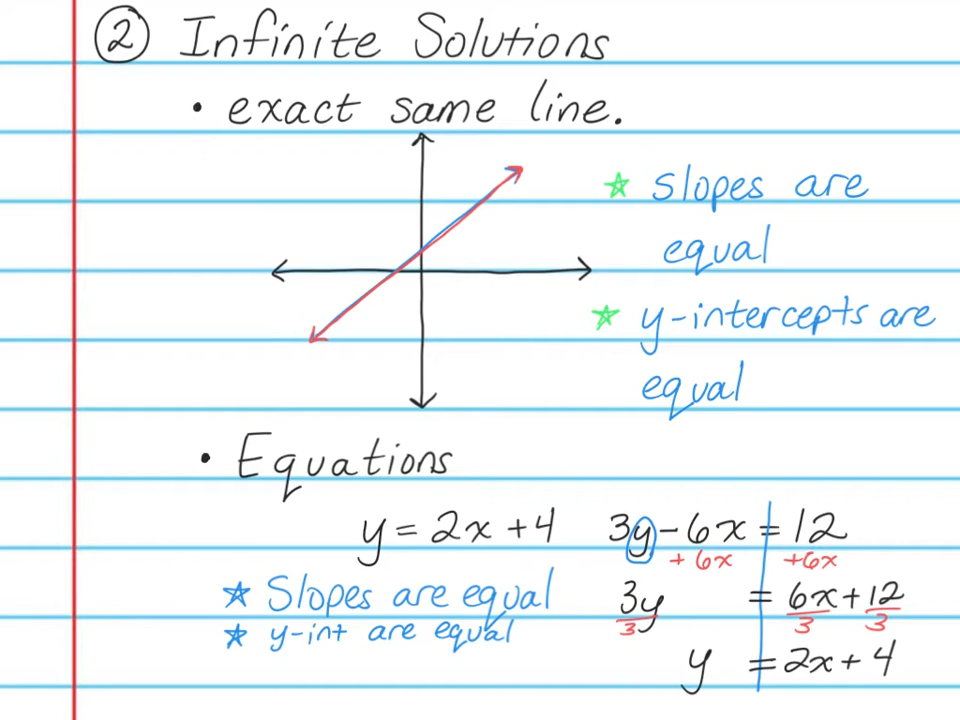 ② Infinite Solutions
• exact same line.
☆ slopes are
equal
☆ y-intercepts are
equal
• Equations
y = 2x + 4
3y - 6x = 12
+ 6x +6x
☆ Slopes are equal
3y = 6x + 12
3 3 3
☆ y-int are equal
y = 2x + 4